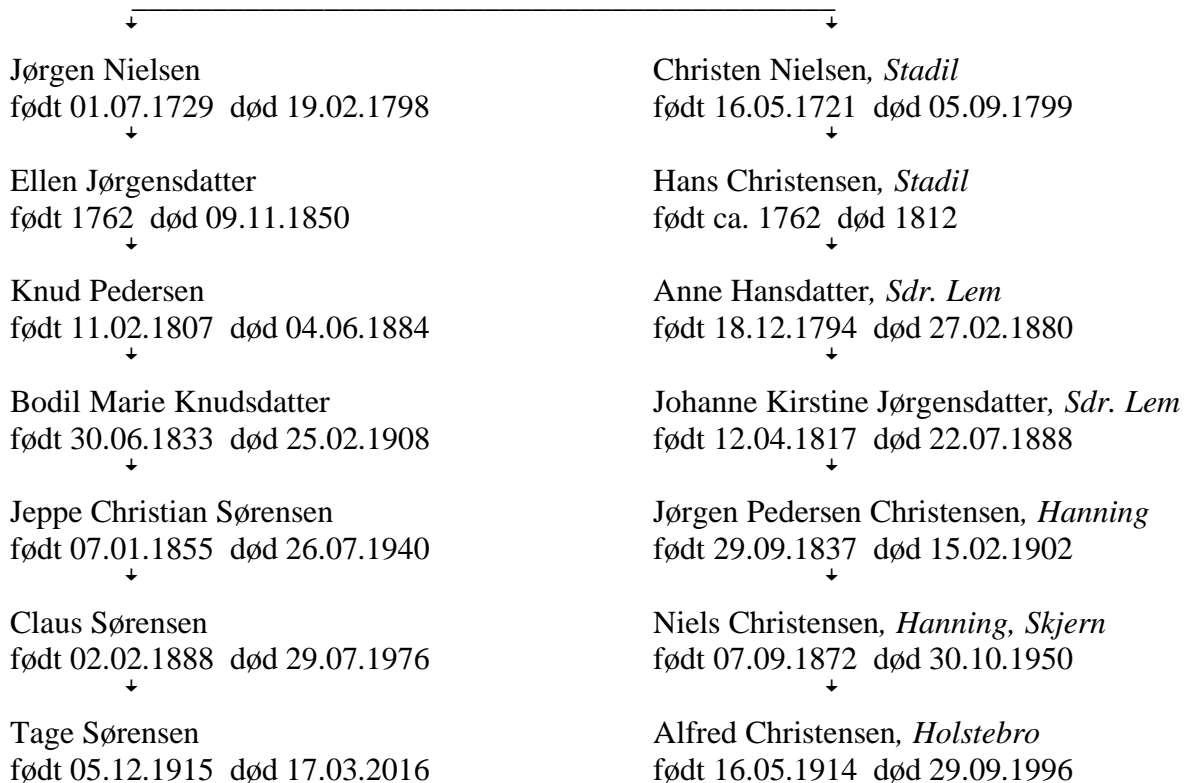 Jørgen Nielsen
født 01.07.1729 død 19.02.1798
Ellen Jørgensdatter
født 1762 død 09.11.1850
Knud Pedersen
født 11.02.1807 død 04.06.1884
Bodil Marie Knudsdatter
født 30.06.1833 død 25.02.1908
Jeppe Christian Sørensen
født 07.01.1855 død 26.07.1940
Claus Sørensen
født 02.02.1888 død 29.07.1976
Tage Sørensen
født 05.12.1915 død 17.03.2016
Christen Nielsen, Stadil
født 16.05.1721 død 05.09.1799
Hans Christensen, Stadil
født ca. 1762 død 1812
Anne Hansdatter, Sdr. Lem
født 18.12.1794 død 27.02.1880
Johanne Kirstine Jørgensdatter, Sdr. Lem
født 12.04.1817 død 22.07.1888
Jørgen Pedersen Christensen, Hanning
født 29.09.1837 død 15.02.1902
Niels Christensen, Hanning, Skjern
født 07.09.1872 død 30.10.1950
Alfred Christensen, Holstebro
født 16.05.1914 død 29.09.1996